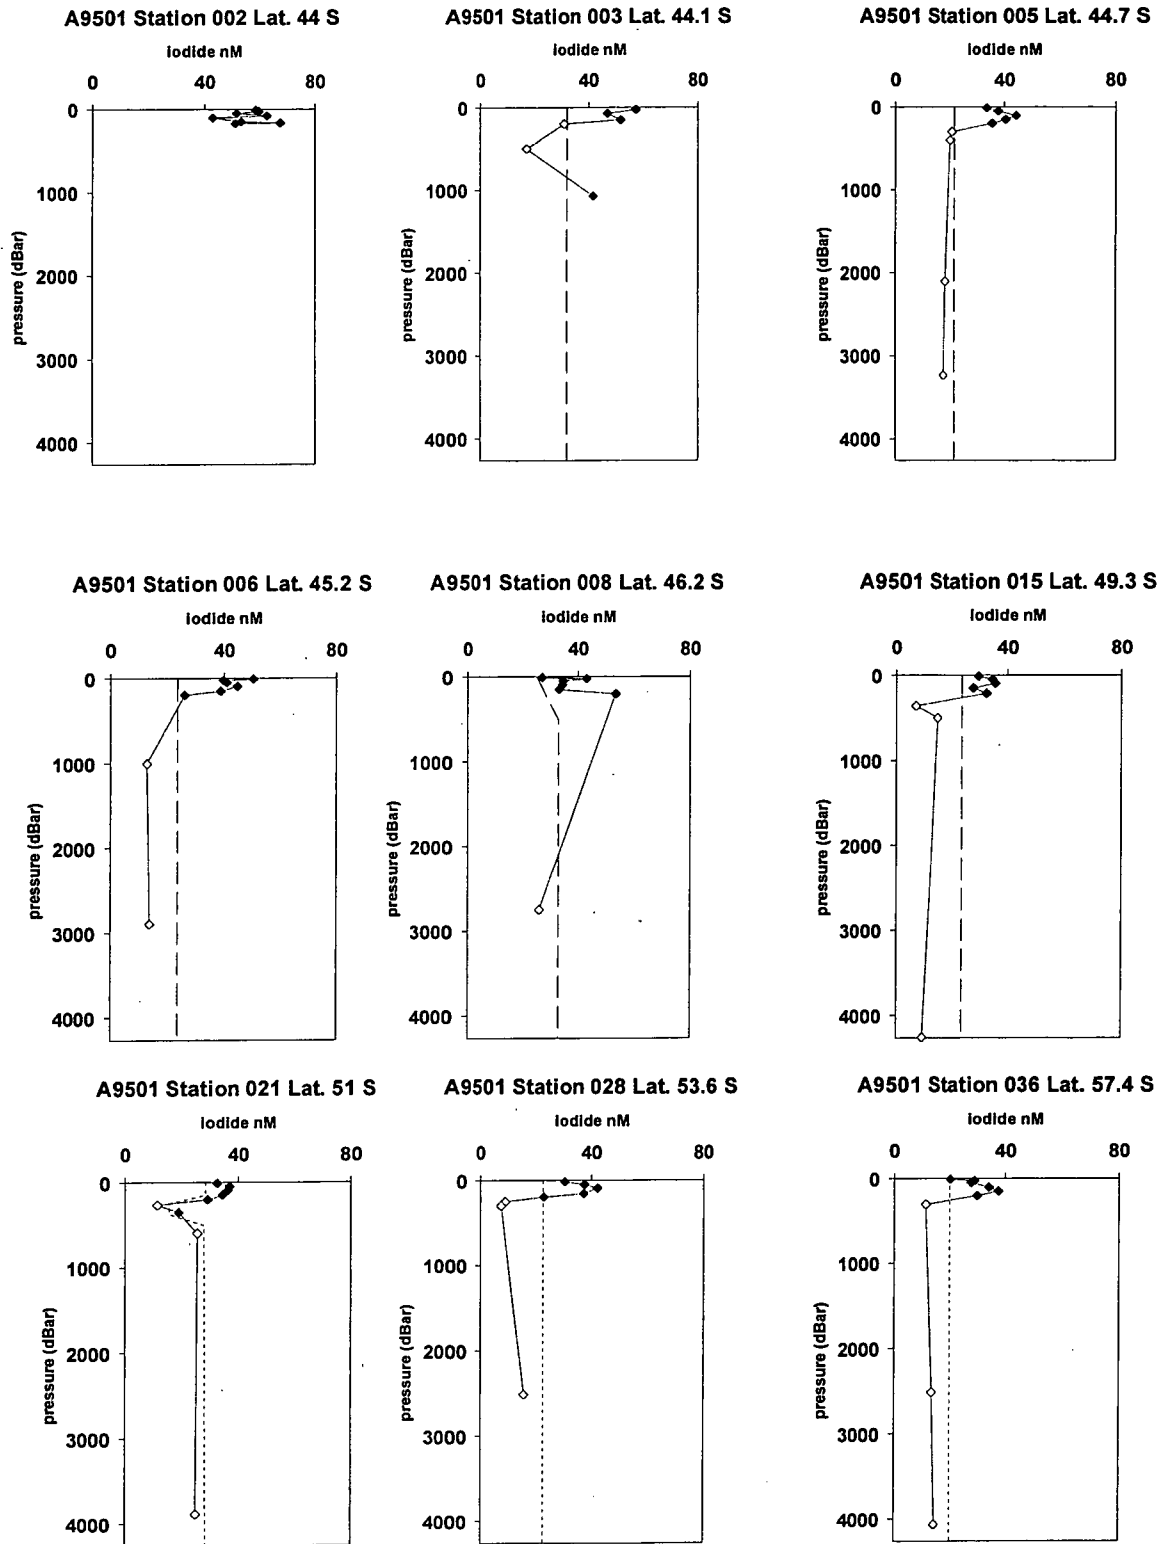 A9501 Station 002 Lat. 44 S
iodide nM
0 40 80
0
1000
2000
3000
4000
pressure (dBar)
A9501 Station 003 Lat. 44.1 S
iodide nM
0 40 80
0
1000
2000
3000
4000
pressure (dBar)
A9501 Station 005 Lat. 44.7 S
iodide nM
0 40 80
0
1000
2000
3000
4000
pressure (dBar)
A9501 Station 006 Lat. 45.2 S
iodide nM
0 40 80
0
1000
2000
3000
4000
pressure (dBar)
A9501 Station 008 Lat. 46.2 S
iodide nM
0 40 80
0
1000
2000
3000
4000
pressure (dBar)
A9501 Station 015 Lat. 49.3 S
iodide nM
0 40 80
0
1000
2000
3000
4000
pressure (dBar)
A9501 Station 021 Lat. 51 S
iodide nM
0 40 80
0
1000
2000
3000
4000
pressure (dBar)
A9501 Station 028 Lat. 53.6 S
iodide nM
0 40 80
0
1000
2000
3000
4000
pressure (dBar)
A9501 Station 036 Lat. 57.4 S
iodide nM
0 40 80
0
1000
2000
3000
4000
pressure (dBar)